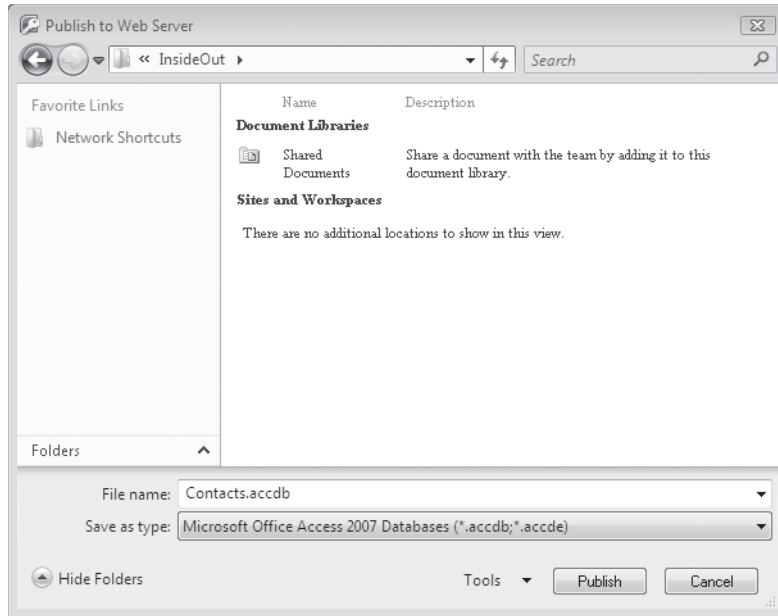 Publish to Web Server
« InsideOut
Search
Favorite Links
Network Shortcuts
Name Description
Document Libraries
Shared Share a document with the team by adding it to this
Documents document library.
Sites and Workspaces
There are no additional locations to show in this view.
Folders
File name: Contacts.accdb
Save as type: Microsoft Office Access 2007 Databases (*.accdb;*.accde)
Hide Folders Tools Publish Cancel